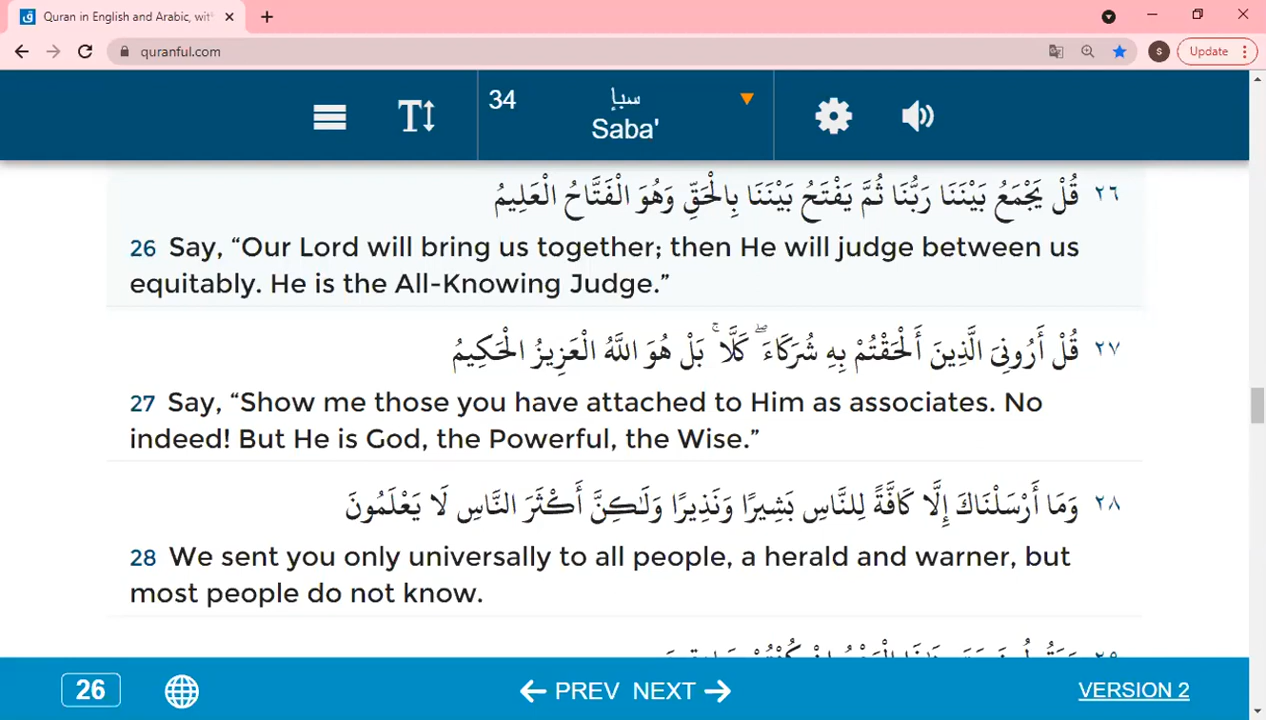 Quran in English and Arabic, wit
quranful.com
S
Update
T
34
سبإ
Saba'
٢٦ قُلْ يَجْمَعُ بَيْنَنَا رَبُّنَا ثُمَّ يَفْتَحُ بَيْنَنَا بِالْحَقِّ وَهُوَ الْفَتَّاحُ الْعَلِيمُ
26 Say, “Our Lord will bring us together; then He will judge between us
equitably. He is the All-Knowing Judge.”
٢٧ قُلْ أَرُونِىَ الَّذِينَ أَلْحَقْتُمْ بِهِ شُرَكَاءَ ۖ كَلَّا ۚ بَلْ هُوَ اللَّهُ الْعَزِيزُ الْحَكِيمُ
27 Say, “Show me those you have attached to Him as associates. No
indeed! But He is God, the Powerful, the Wise.”
٢٨ وَمَا أَرْسَلْنَاكَ إِلَّا كَافَّةً لِلنَّاسِ بَشِيرًا وَنَذِيرًا وَلَٰكِنَّ أَكْثَرَ النَّاسِ لَا يَعْلَمُونَ
28 We sent you only universally to all people, a herald and warner, but
most people do not know.
26
PREV NEXT
VERSION 2